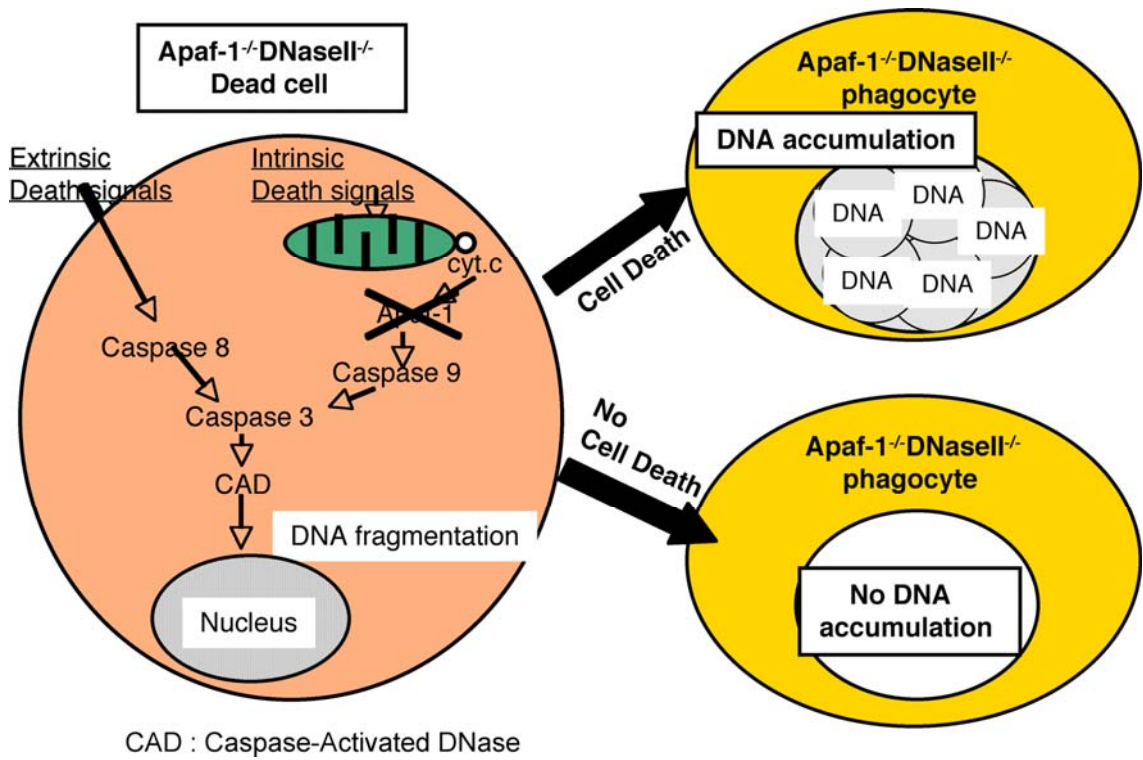 Apaf-1-/-DNaseII-/-
Dead cell
Extrinsic
Death signals
Intrinsic
Death signals
cyt.c
Apaf-1
Caspase 8
Caspase 9
Caspase 3
CAD
DNA fragmentation
Nucleus
CAD : Caspase-Activated DNase
Cell Death
No
Cell Death
Apaf-1-/-DNaseII-/-
phagocyte
DNA accumulation
DNA
DNA
DNA
DNA
DNA
Apaf-1-/-DNaseII-/-
phagocyte
No DNA
accumulation